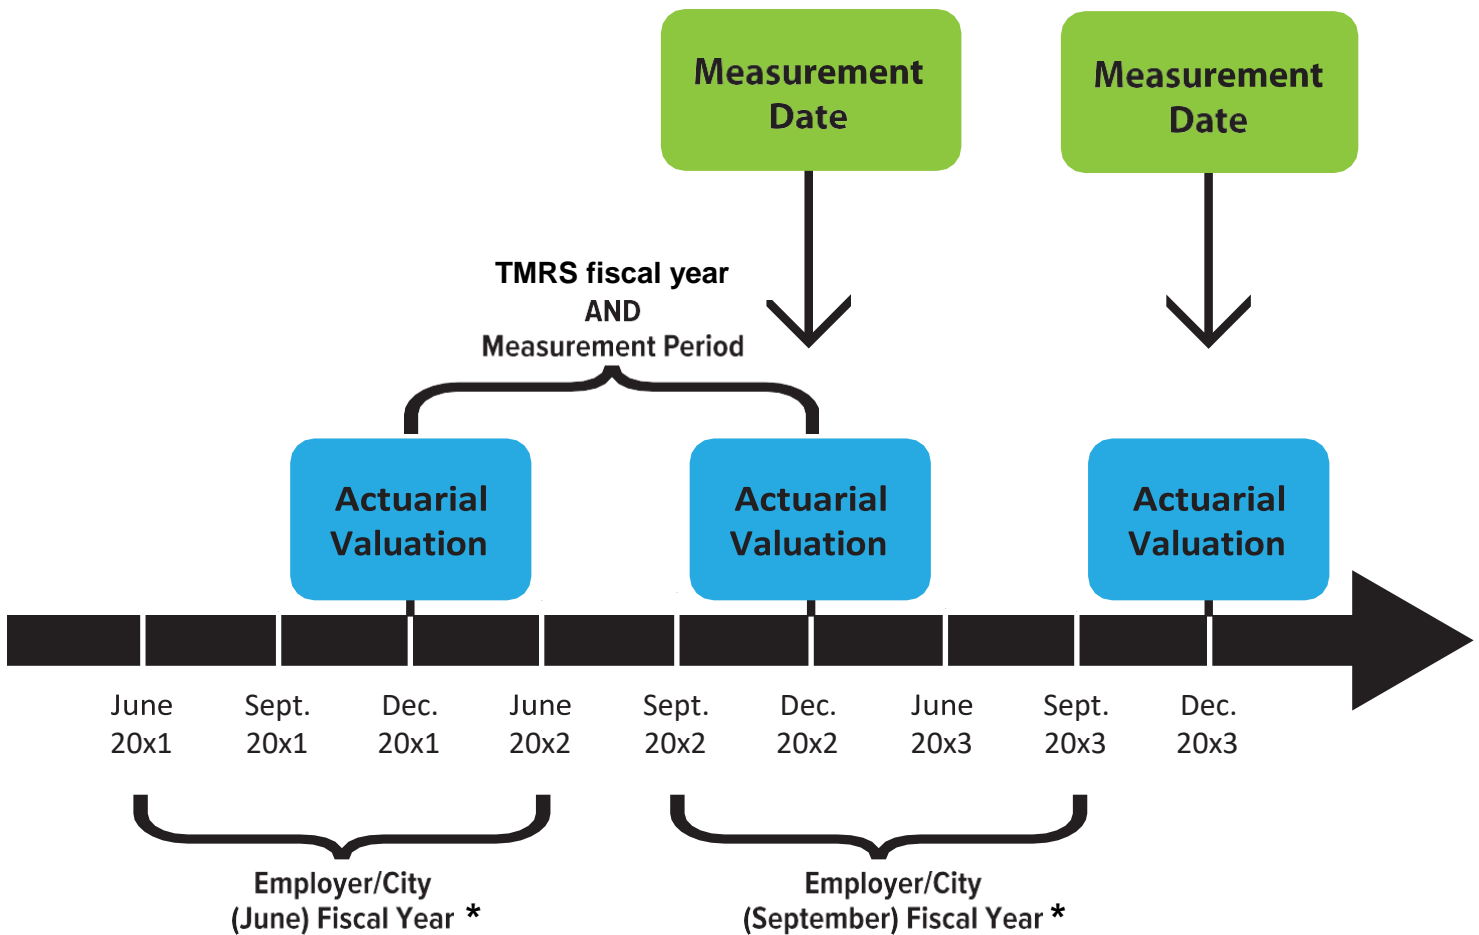 Measurement
Date
Measurement
Date
TMRS fiscal year
AND
Measurement Period
Actuarial
Valuation
Actuarial
Valuation
Actuarial
Valuation
June
20x1
Sept.
20x1
Dec.
20x1
June
20x2
Sept.
20x2
Dec.
20x2
June
20x3
Sept.
20x3
Dec.
20x3
Employer/City
(June) Fiscal Year *
Employer/City
(September) Fiscal Year *